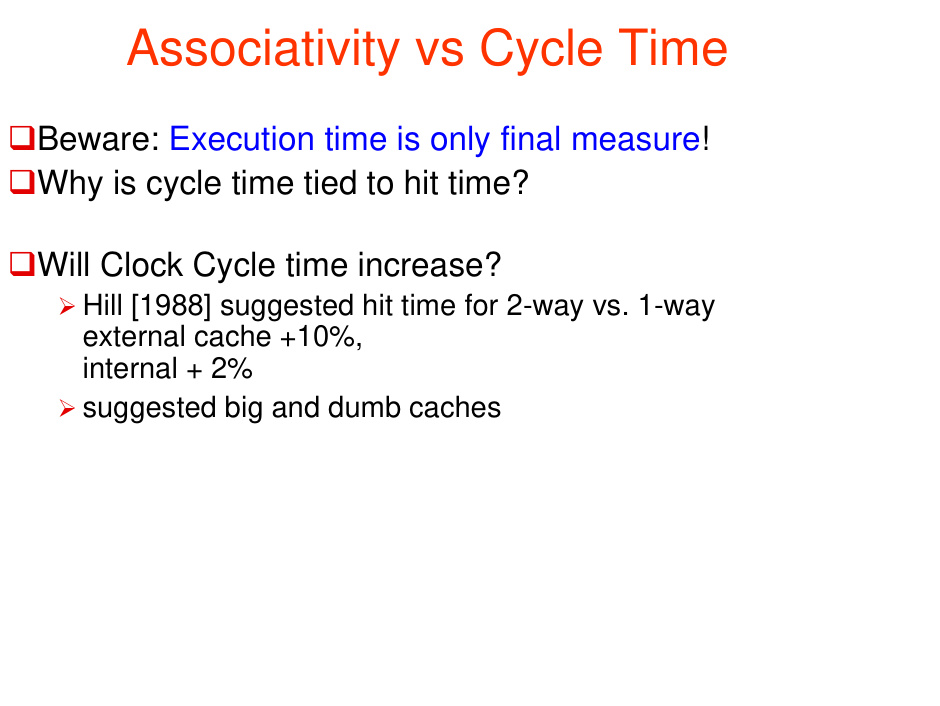 Associativity vs Cycle Time
❑Beware: Execution time is only final measure!
❑Why is cycle time tied to hit time?
❑Will Clock Cycle time increase?
➢ Hill [1988] suggested hit time for 2-way vs. 1-way
external cache +10%,
internal + 2%
➢ suggested big and dumb caches